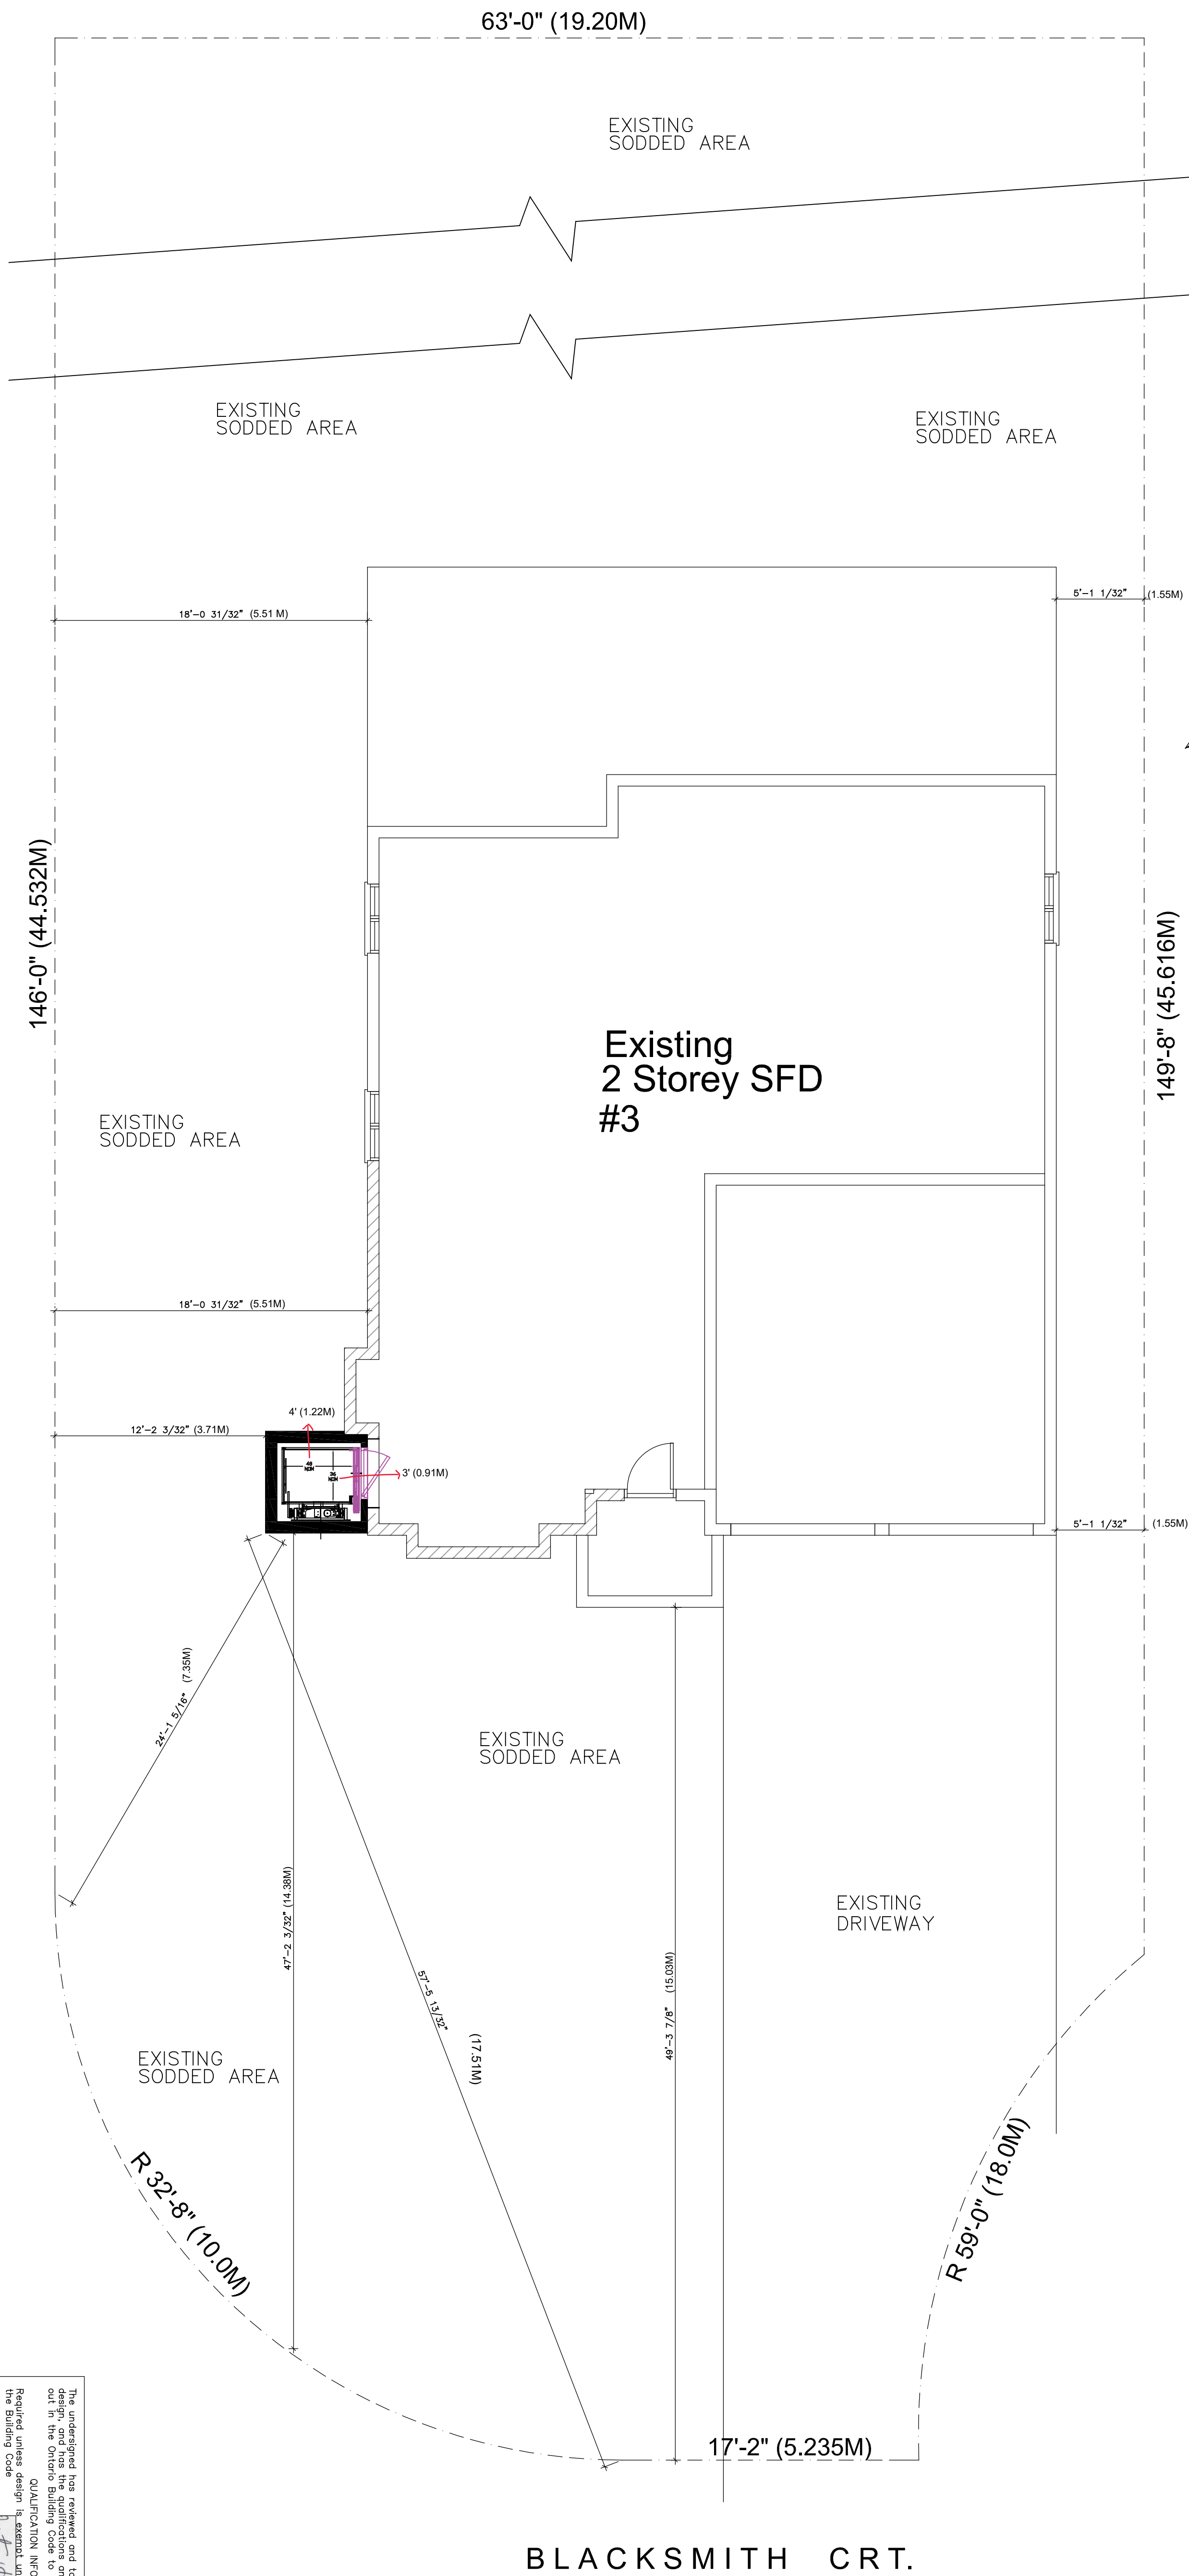 63'-0" (19.20M)
EXISTING
SODDED AREA
EXISTING
SODDED AREA
EXISTING
SODDED AREA
18'-0 31/32" (5.51 M)
5'-1 1/32" (1.55M)
146'-0" (44.532M)
149'-8" (45.616M)
Existing
2 Storey SFD
#3
EXISTING
SODDED AREA
18'-0 31/32" (5.51M)
4' (1.22M)
12'-2 3/32" (3.71M)
48
36
3' (0.91M)
5'-1 1/32" (1.55M)
24'-1 5/16" (7.35M)
EXISTING
SODDED AREA
47'-2 3/32" (14.38M)
57'-5 13/32" (17.51M)
49'-3 7/8" (15.03M)
EXISTING
DRIVEWAY
EXISTING
SODDED AREA
R 32'-8" (10.0M)
R 59'-0" (18.0M)
17'-2" (5.235M)
BLACKSMITH CRT.
The undersigned has reviewed and
design, and has the qualifications
out in the Ontario Building Code to
QUALIFICATION
Required unless design is exempt
the Building Code